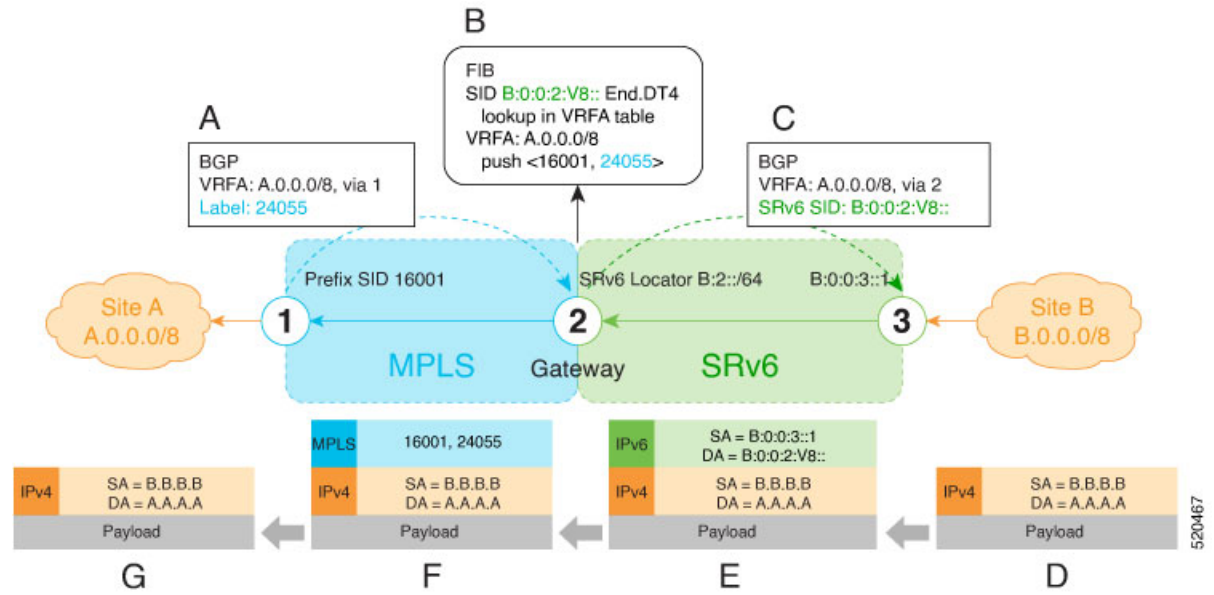 B
FIB
SID B:0:0:2:V8:: End.DT4
lookup in VRFA table
VRFA: A.0.0.0/8
push <16001, 24055>
A
BGP
VRFA: A.0.0.0/8, via 1
Label: 24055
C
BGP
VRFA: A.0.0.0/8, via 2
SRv6 SID: B:0:0:2:V8::
Prefix SID 16001
SRv6 Locator B:2::/64
B:0:0:3::1
Site A
A.0.0.0/8
1
2
3
Site B
B.0.0.0/8
MPLS
Gateway
SRv6
IPv4
SA = B.B.B.B
DA = A.A.A.A
Payload
MPLS
16001, 24055
IPv4
SA = B.B.B.B
DA = A.A.A.A
Payload
IPv6
SA = B:0:0:3::1
DA = B:0:0:2:V8::
IPv4
SA = B.B.B.B
DA = A.A.A.A
Payload
IPv4
SA = B.B.B.B
DA = A.A.A.A
Payload
G
F
E
D
520467